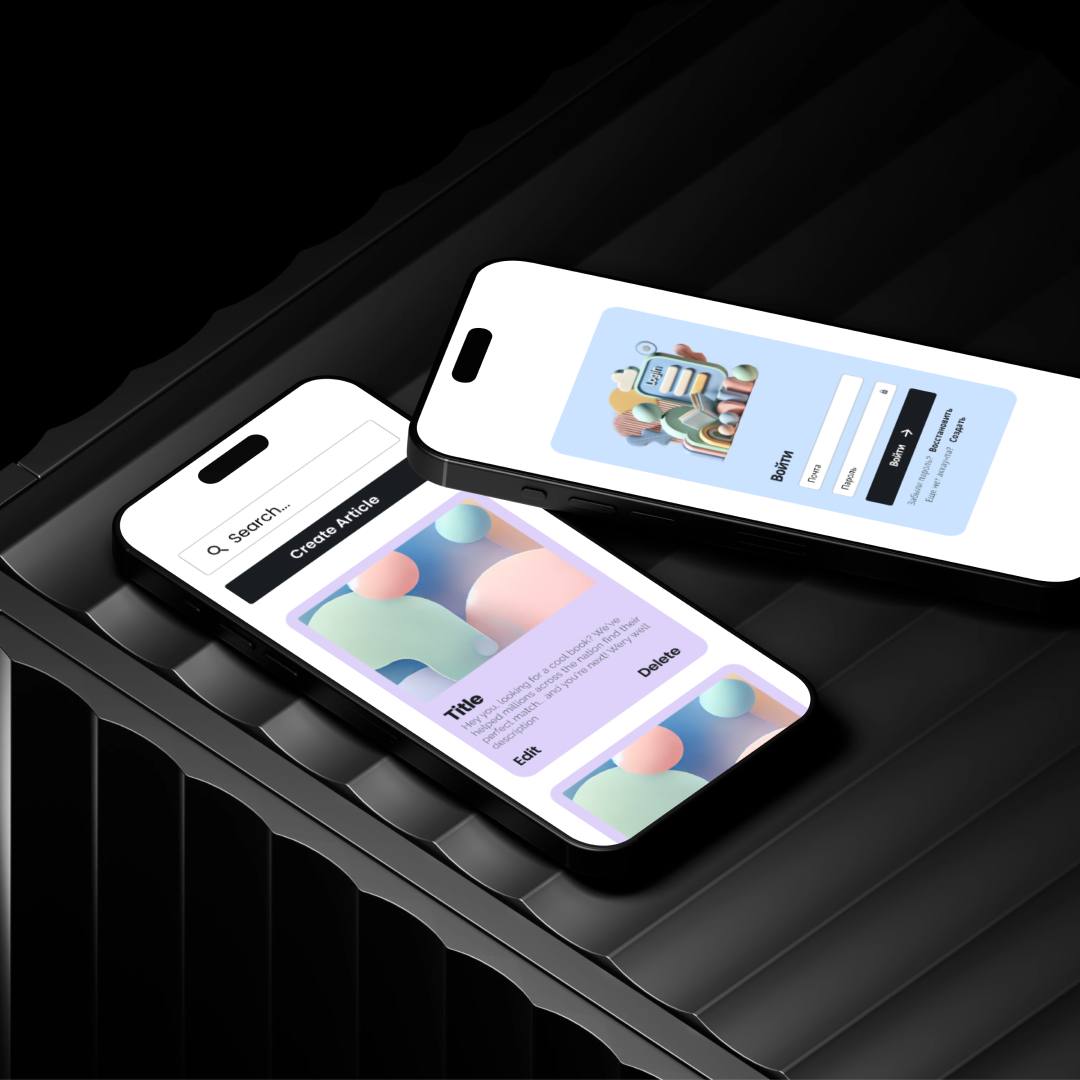 Search...
Create Article
Title
Hey you, looking for a cool book? We've
helped millions across the nation find their
perfect match.. and you're next! Wery well
description
Edit
Delete
Login
Войти
Почта
Пароль
Войти →
Забыли пароль? Восстановить
Еще нет аккаунта? Создать